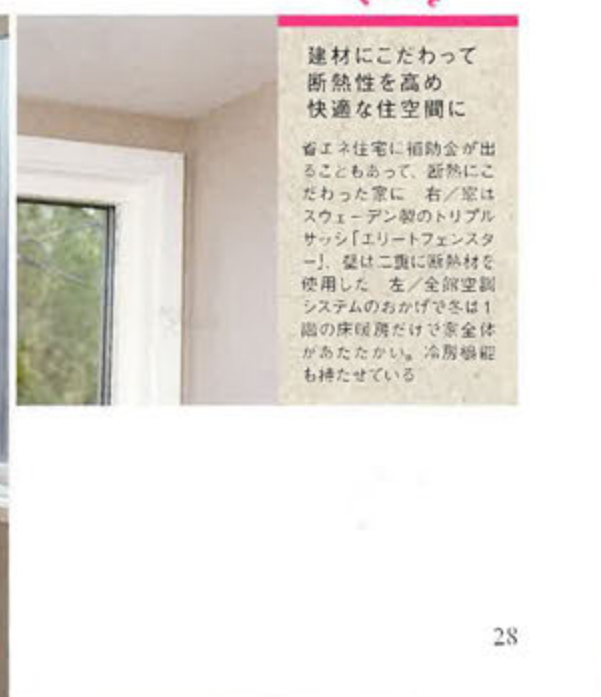 建材にこだわって
断熱性を高め
快適な住空間に
省エネ住宅に補助金が出
ることもあって、断熱にこ
だわった家に　右／窓は
スウェーデン製のトリプル
サッシ「エリートフェンスタ
ー」。壁は二重に断熱材を
使用した　左／全館空調
システムのおかげで冬は1
階の床暖房だけで家全体
があたたかい。冷房機能
も持たせている
28